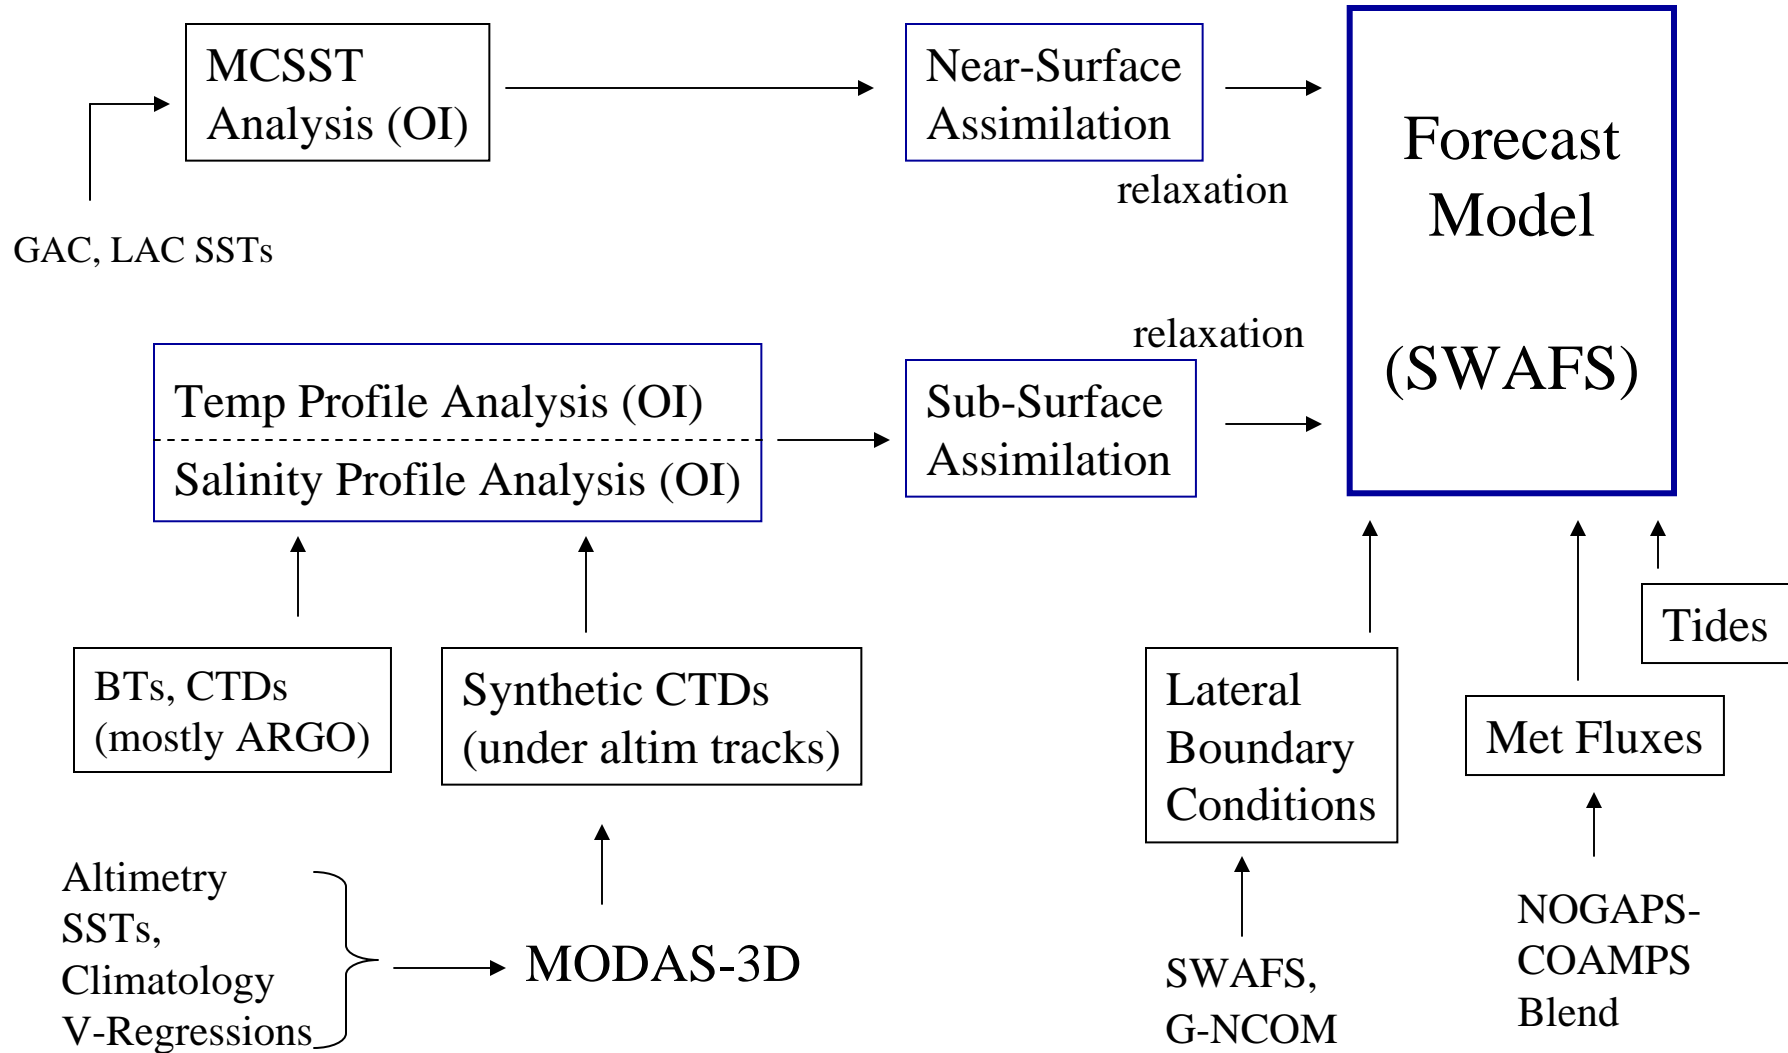 MCSST
Analysis (OI)
Near-Surface
Assimilation
relaxation
Forecast
Model
(SWAFS)
GAC, LAC SSTs
relaxation
Temp Profile Analysis (OI)
Salinity Profile Analysis (OI)
Sub-Surface
Assimilation
BTs, CTDs
(mostly ARGO)
Synthetic CTDs
(under altim tracks)
Lateral
Boundary
Conditions
Met Fluxes
Tides
Altimetry
SSTs,
Climatology
V-Regressions
MODAS-3D
SWAFS,
G-NCOM
NOGAPS-
COAMPS
Blend